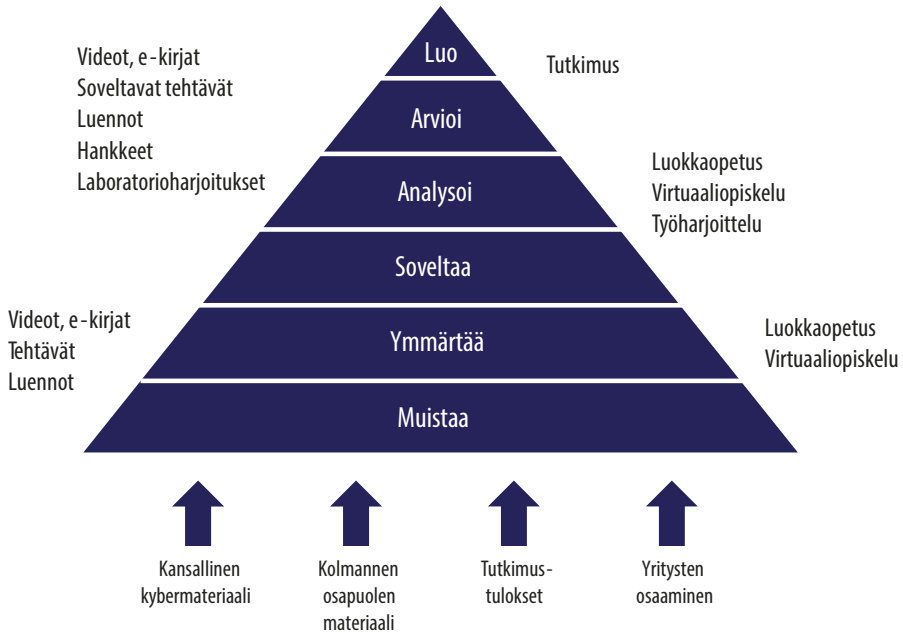 Videot, e-kirjat
Soveltavat tehtävät
Luennot
Hankkeet
Laboratorioharjoitukset
Luo
Tutkimus
Arvioi
Analysoi
Luokkaopetus
Virtuaaliopiskelu
Työharjoittelu
Soveltaa
Videot, e-kirjat
Tehtävät
Luennot
Ymmärtää
Luokkaopetus
Virtuaaliopiskelu
Muistaa
Kansallinen
kybermateriaali
Kolmannen
osapuolen
materiaali
Tutkimus-
tulokset
Yritysten
osaaminen